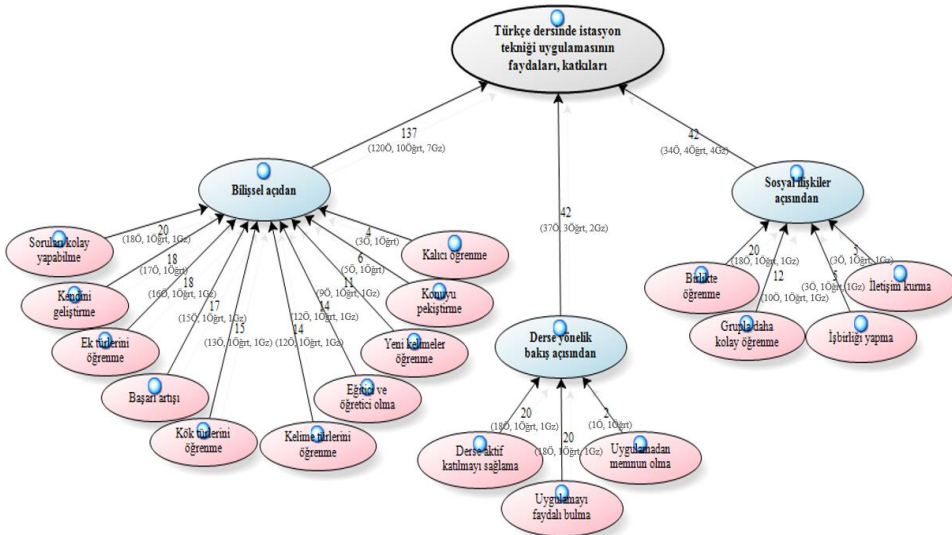 Türkçe dersinde istasyon
tekniği uygulamasının
faydaları, katkıları
137
(120Ö, 10Öğrt, 7Gz)
42
(37Ö, 3Öğrt, 2Gz)
42
(34Ö, 4Öğrt, 4Gz)
Bilişsel açıdan
Sosyal ilişkiler
açısından
Derse yönelik
bakış açısından
20
(18Ö, 1Öğrt, 1Gz)
Soruları kolay
yapabilme
18
(17Ö, 1Öğrt)
Kendini
geliştirme
18
(16Ö, 1Öğrt, 1Gz)
Ek türlerini
öğrenme
17
(15Ö, 1Öğrt, 1Gz)
Başarı artışı
15
(13Ö, 1Öğrt, 1Gz)
Kök türlerini
öğrenme
14
(12Ö, 1Öğrt, 1Gz)
Kelime türlerini
öğrenme
14
(12Ö, 1Öğrt, 1Gz)
Eğitici ve
öğretici olma
11
(9Ö, 1Öğrt, 1Gz)
Yeni kelimeler
öğrenme
6
(5Ö, 1Öğrt)
Konuyu
pekiştirme
4
(3Ö, 1Öğrt)
Kalıcı öğrenme
20
(18Ö, 1Öğrt, 1Gz)
Derse aktif
katılmayı sağlama
20
(18Ö, 1Öğrt, 1Gz)
Uygulamayı
faydalı bulma
2
(1Ö, 1Öğrt)
Uygulamadan
memnun olma
20
(18Ö, 1Öğrt, 1Gz)
Birlikte
öğrenme
12
(10Ö, 1Öğrt, 1Gz)
Grupla daha
kolay öğrenme
5
(3Ö, 1Öğrt, 1Gz)
İşbirliği yapma
5
(3Ö, 1Öğrt, 1Gz)
İletişim kurma